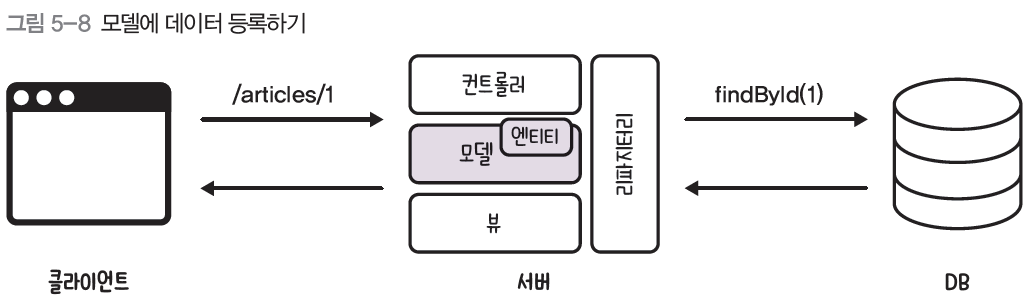 그림 5-8 모델에 데이터 등록하기
/articles/1
컨트롤러
모델
엔티티
뷰
리파지터리
findById(1)
클라이언트
서버
DB